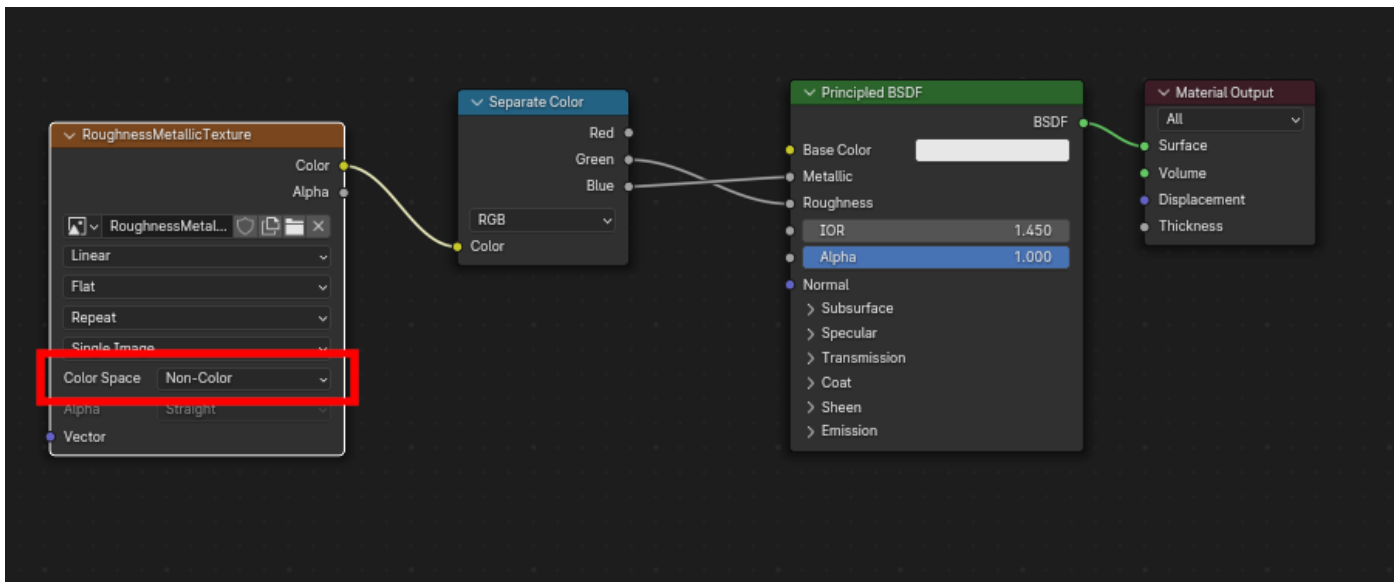 RoughnessMetallicTexture
Color
Alpha
RoughnessMetal...
Linear
Flat
Repeat
Single Image
Color Space Non-Color
Alpha Straight
Vector
Separate Color
Red
Green
Blue
RGB
Color
Principled BSDF
BSDF
Base Color
Metallic
Roughness
IOR 1.450
Alpha 1.000
Normal
Subsurface
Specular
Transmission
Coat
Sheen
Emission
Material Output
All
Surface
Volume
Displacement
Thickness